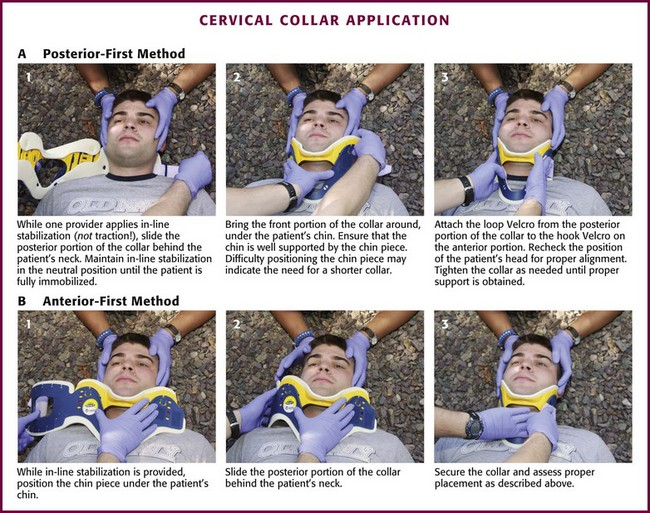 CERVICAL COLLAR APPLICATION
A Posterior-First Method
1
2
3
While one provider applies in-line
stabilization (not traction!), slide the
posterior portion of the collar behind the
patient's neck. Maintain in-line stabilization
in the neutral position until the patient is
fully immobilized.
Bring the front portion of the collar around,
under the patient's chin. Ensure that the
chin is well supported by the chin piece.
Difficulty positioning the chin piece may
indicate the need for a shorter collar.
Attach the loop Velcro from the posterior
portion of the collar to the hook Velcro on
the anterior portion. Recheck the position
of the patient's head for proper alignment.
Tighten the collar as needed until proper
support is obtained.
B Anterior-First Method
1
2
3
While in-line stabilization is provided,
position the chin piece under the patient's
chin.
Slide the posterior portion of the collar
behind the patient's neck.
Secure the collar and assess proper
placement as described above.